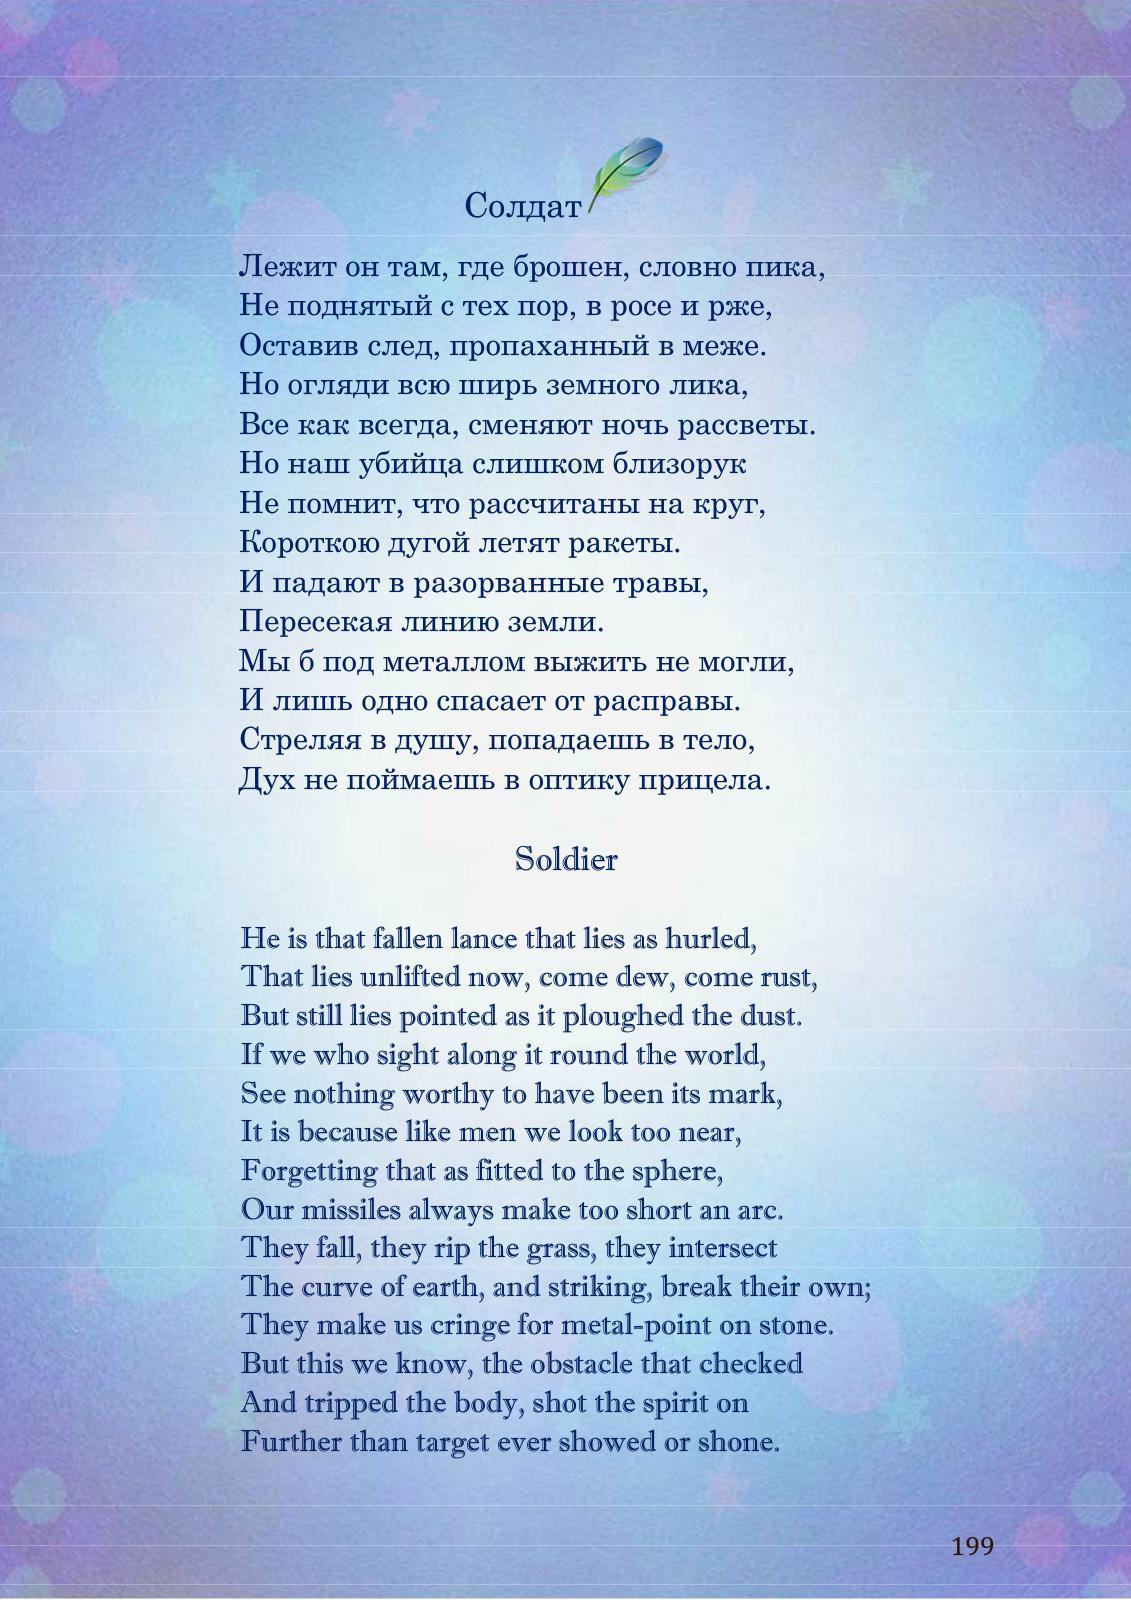 Солдат
Лежит он там, где брошен, словно пика,
Не поднятый с тех пор, в росе и рже,
Оставив след, пропаханный в меже.
Но огляди всю ширь земного лика,
Все как всегда, сменяют ночь рассветы.
Но наш убийца слишком близорук
Не помнит, что рассчитаны на круг,
Короткою дугой летят ракеты.
И падают в разорванные травы,
Пересекая линию земли.
Мы б под металлом выжить не могли,
И лишь одно спасает от расправы.
Стреляя в душу, попадаешь в тело,
Дух не поймаешь в оптику прицела.
Soldier
He is that fallen lance that lies as hurled,
That lies unlifted now, come dew, come rust,
But still lies pointed as it ploughed the dust.
If we who sight along it round the world,
See nothing worthy to have been its mark,
It is because like men we look too near,
Forgetting that as fitted to the sphere,
Our missiles always make too short an arc.
They fall, they rip the grass, they intersect
The curve of earth, and striking, break their own;
They make us cringe for metal-point on stone.
But this we know, the obstacle that checked
And tripped the body, shot the spirit on
Further than target ever showed or shone.
199